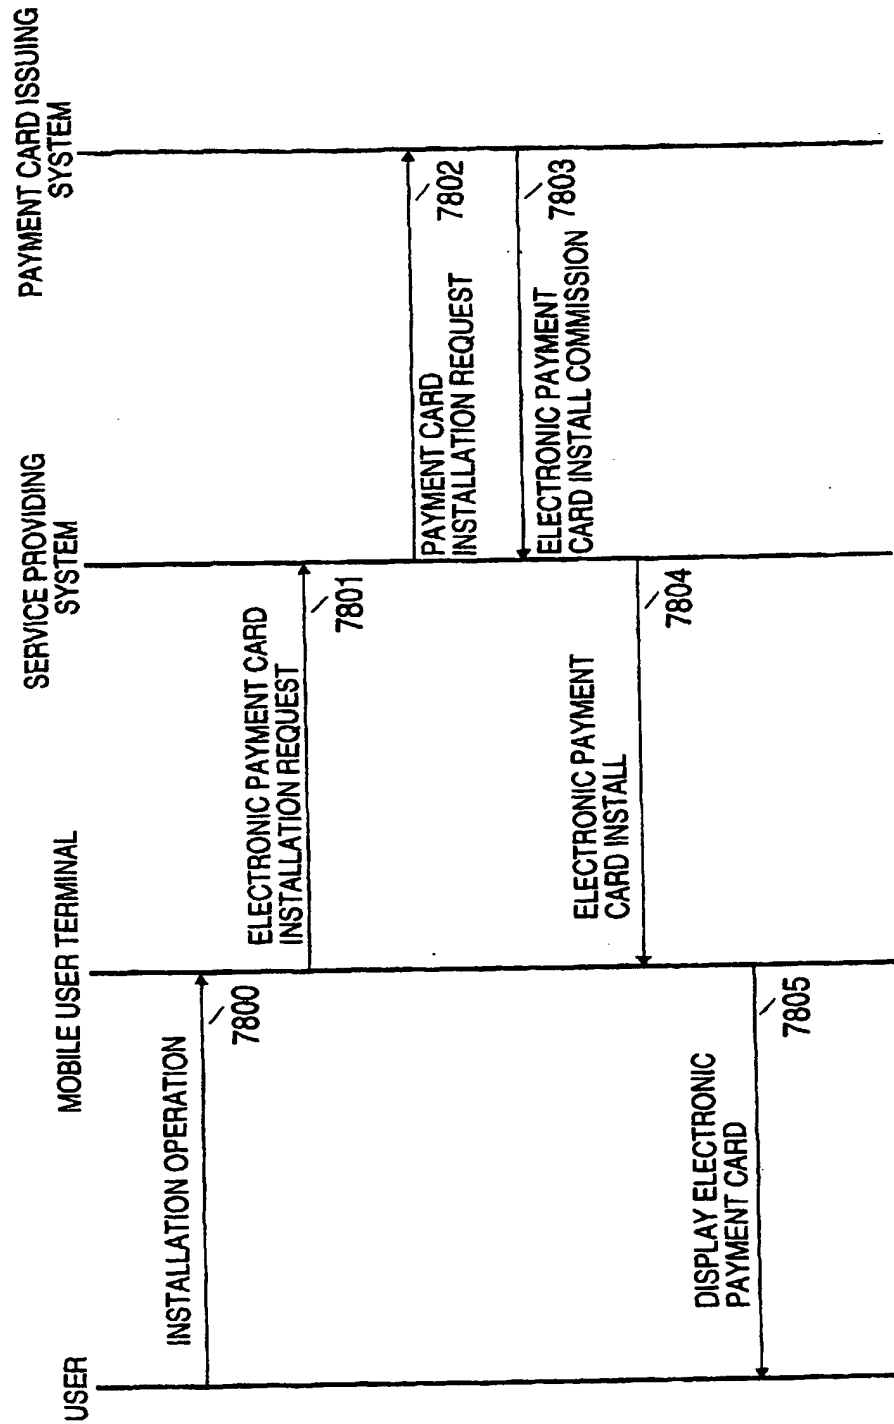 USER
MOBILE USER TERMINAL
SERVICE PROVIDING
SYSTEM
PAYMENT CARD ISSUING
SYSTEM
INSTALLATION OPERATION
7800
ELECTRONIC PAYMENT CARD
INSTALLATION REQUEST
7801
PAYMENT CARD
INSTALLATION REQUEST
7802
ELECTRONIC PAYMENT
CARD INSTALL COMMISSION
7803
ELECTRONIC PAYMENT
CARD INSTALL
7804
DISPLAY ELECTRONIC
PAYMENT CARD
7805